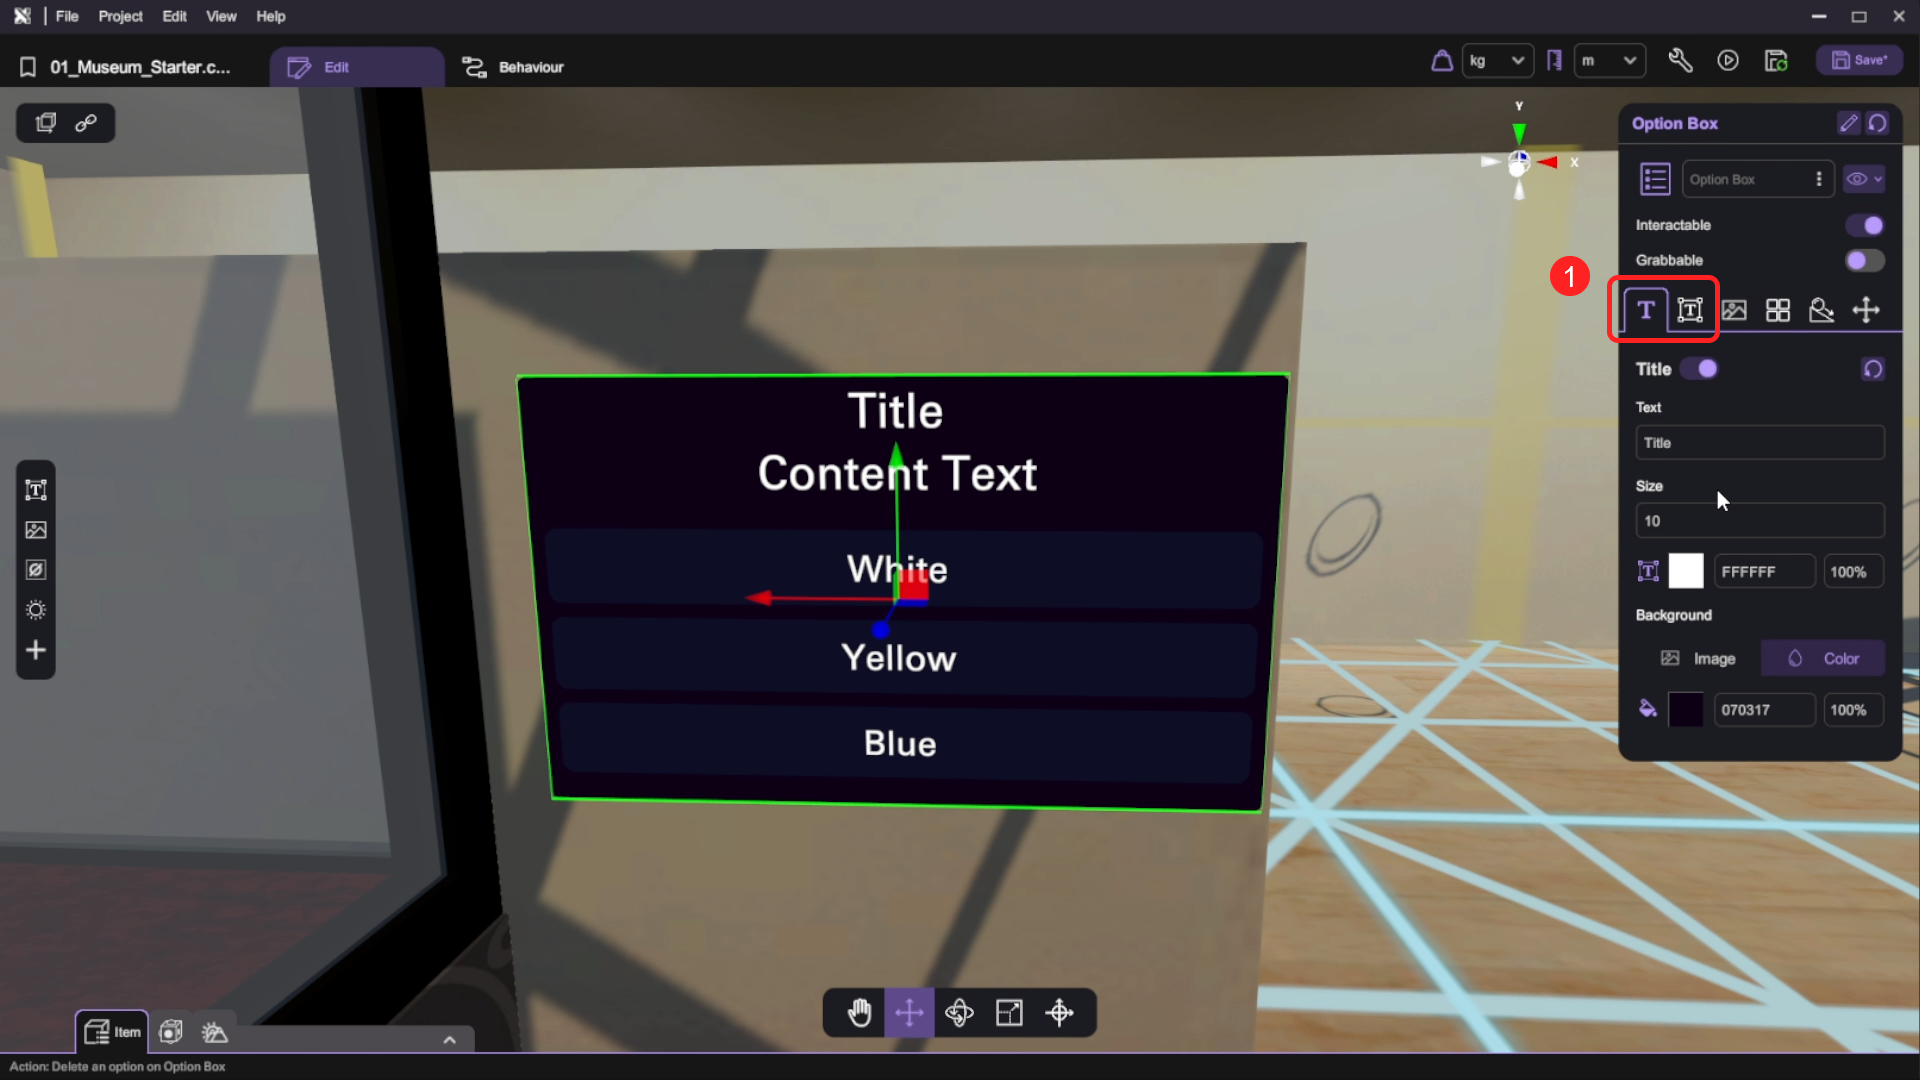 File Project Edit View Help
01_Museum_Starter.c... Edit Behaviour kg m Save*
Y
X
Option Box
Option Box
Interactable
Grabbable
1
T T
Title
Text
Title
Size
10
T FFFFFF 100%
Background
Image Color
070317 100%
Title
Content Text
White
Yellow
Blue
T
Item
Action: Delete an option on Option Box